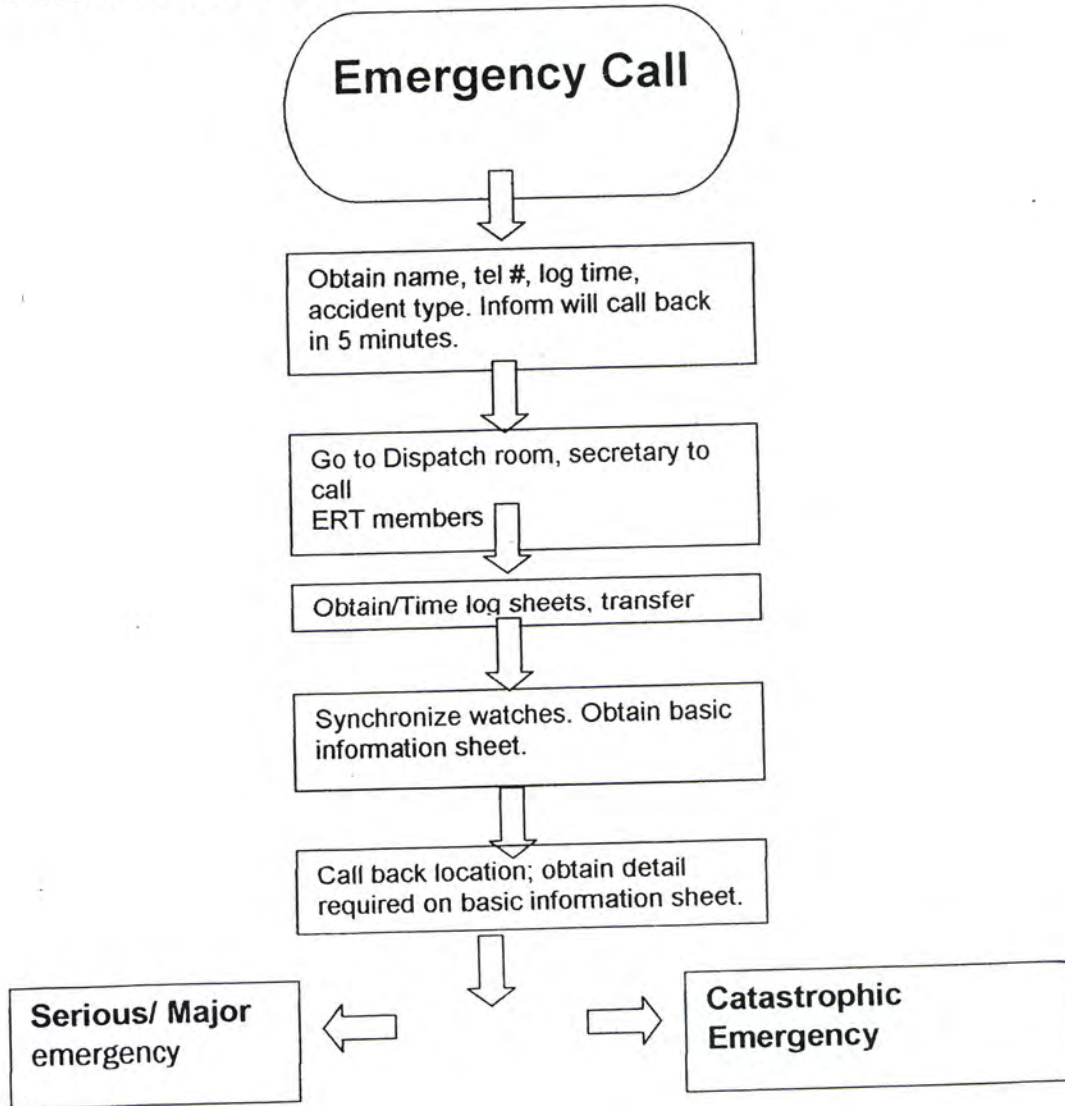 Emergency Call
Obtain name, tel #, log time,
accident type. Inform will call back
in 5 minutes.
Go to Dispatch room, secretary to
call
ERT members
Obtain/Time log sheets, transfer
Synchronize watches. Obtain basic
information sheet.
Call back location; obtain detail
required on basic information sheet.
Serious/ Major
emergency
Catastrophic
Emergency